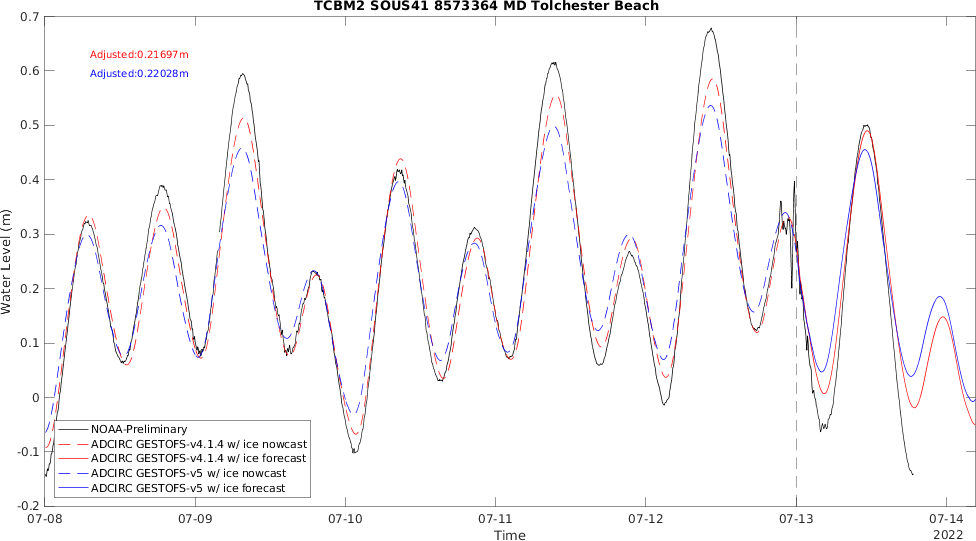 TCBM2 SOUS41 8573364 MD Tolchester Beach
0.7
0.6
0.5
0.4
0.3
0.2
0.1
0
-0.1
-0.2
Water Level (m)
Adjusted:0.21697m
Adjusted:0.22028m
NOAA-Preliminary
ADCIRC GESTOFS-v4.1.4 w/ ice nowcast
ADCIRC GESTOFS-v4.1.4 w/ ice forecast
ADCIRC GESTOFS-v5 w/ ice nowcast
ADCIRC GESTOFS-v5 w/ ice forecast
07-08 07-09 07-10 07-11 07-12 07-13 07-14
Time
2022